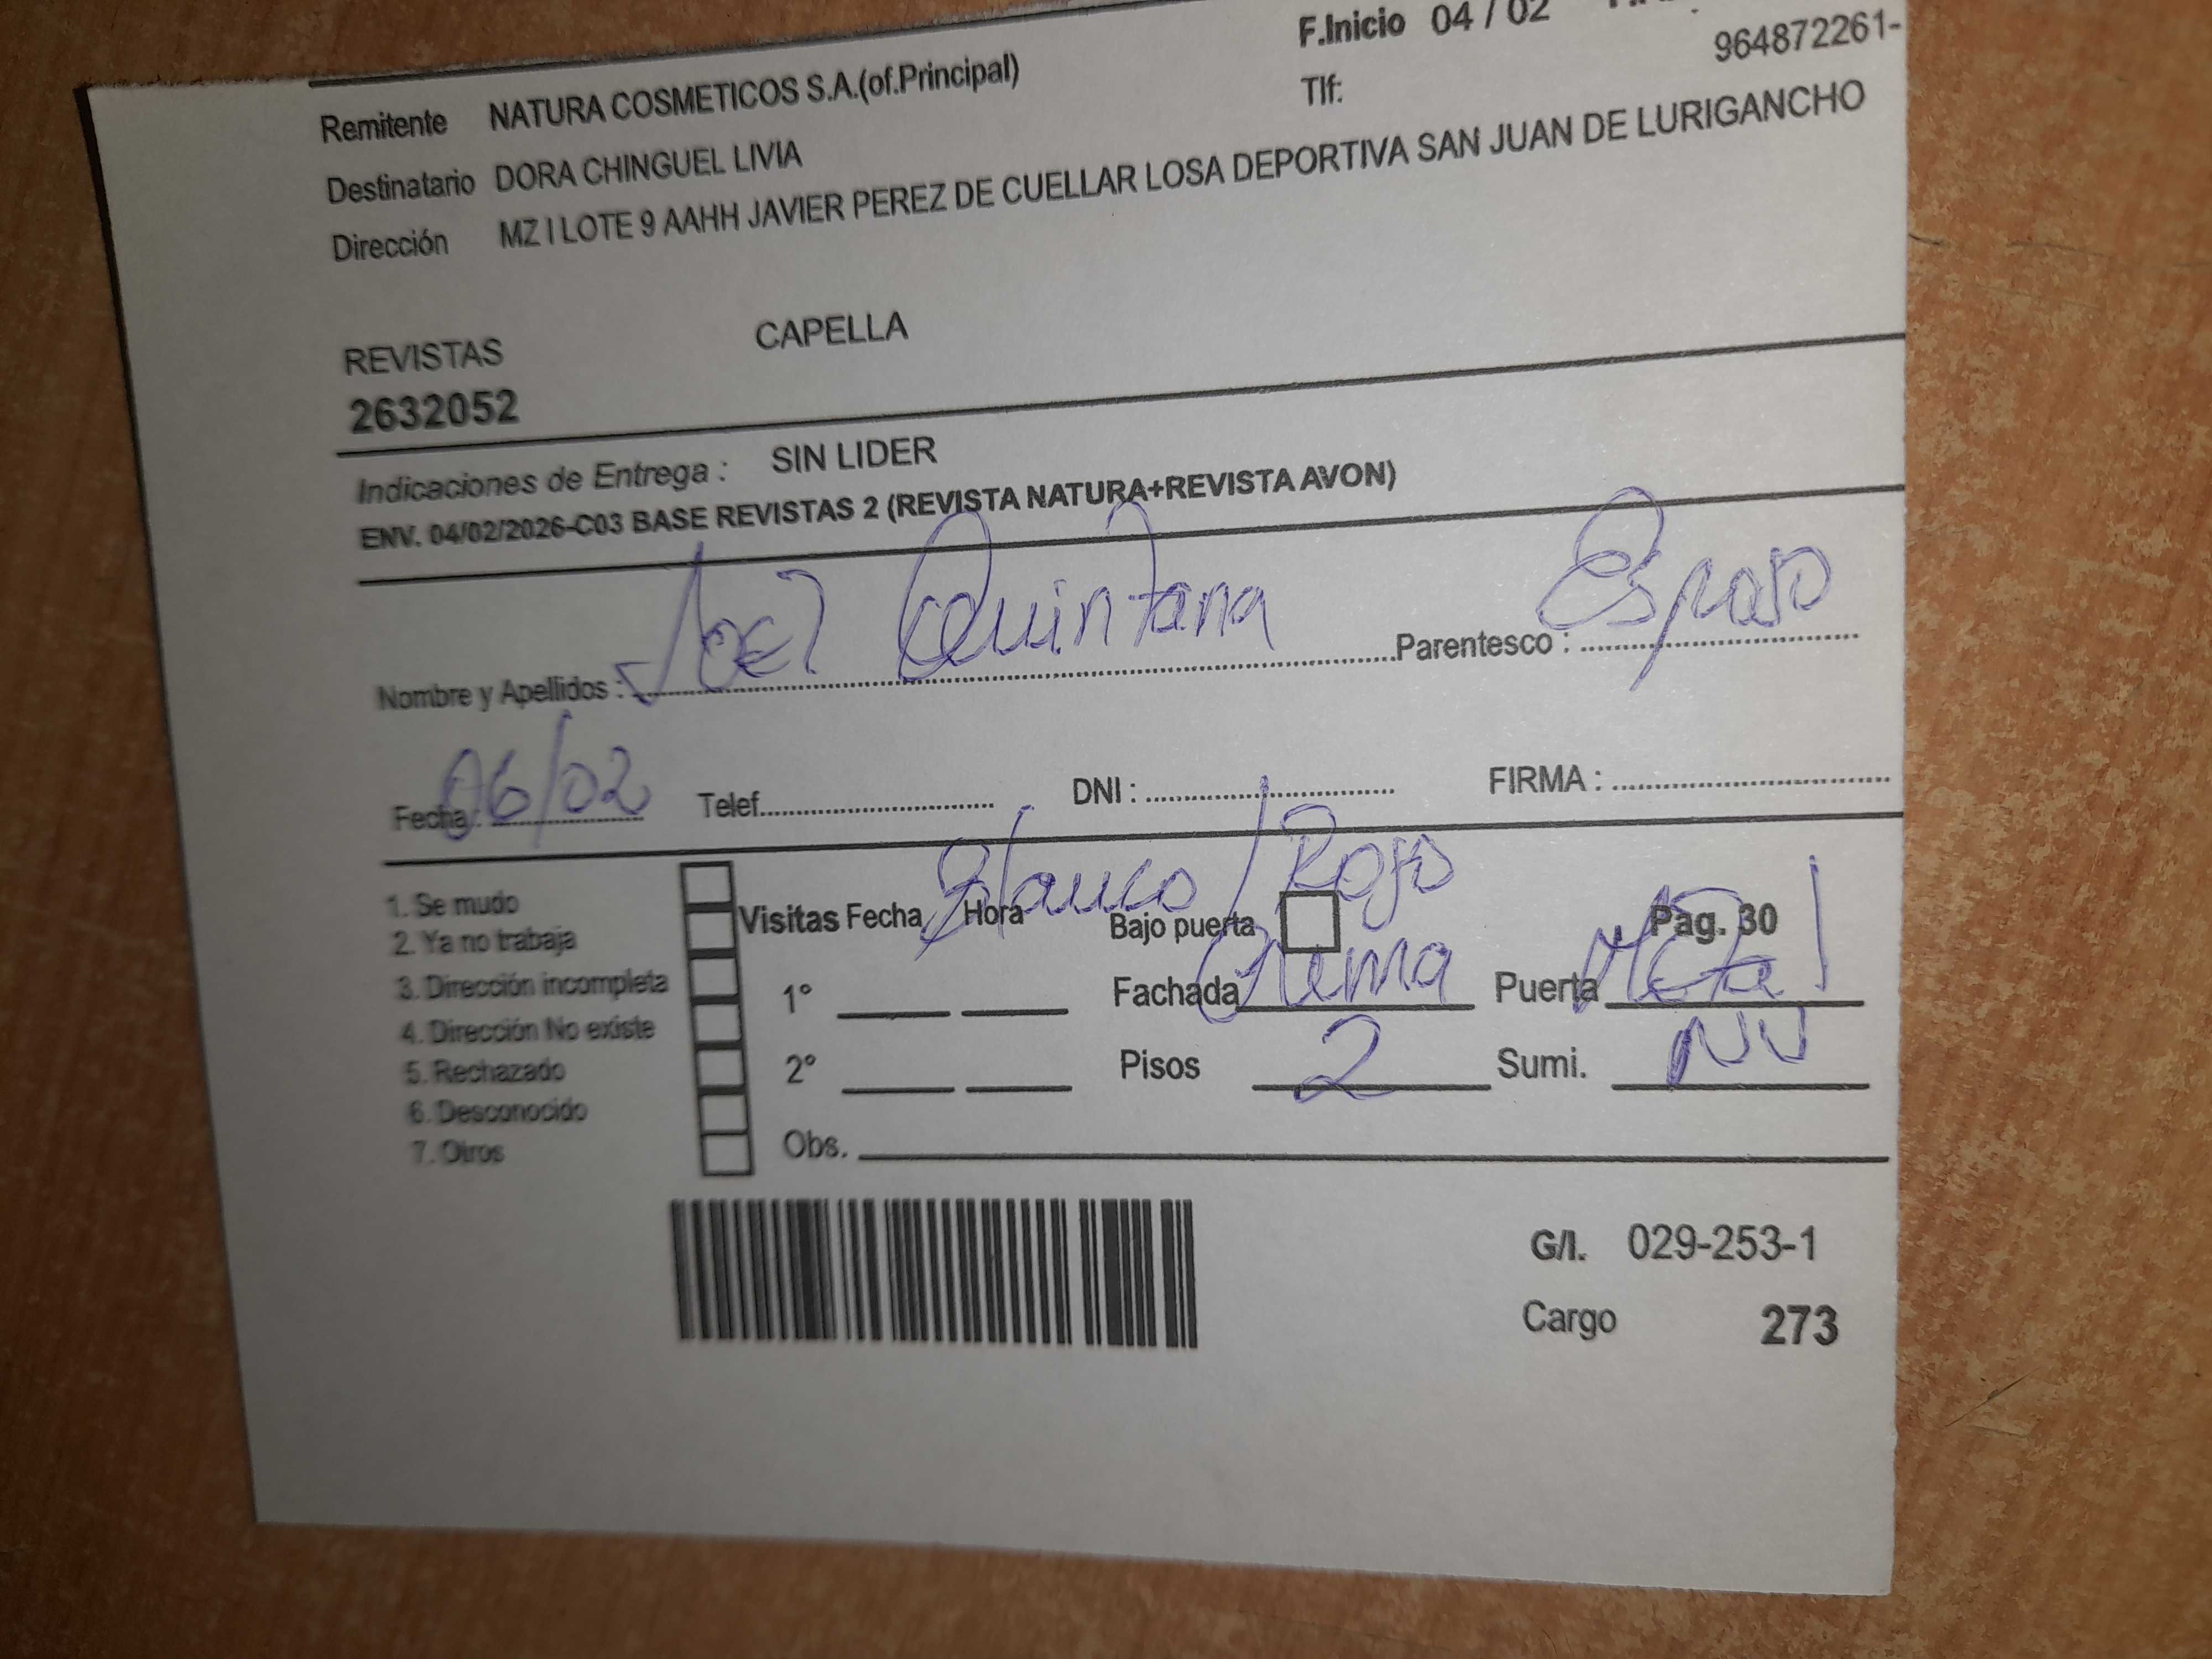 F.Inicio 04 / 02
964872261-
Remitente NATURA COSMETICOS S.A.(of.Principal) Tlf:
Destinatario DORA CHINGUEL LIVIA
Dirección MZ I LOTE 9 AAHH JAVIER PEREZ DE CUELLAR LOSA DEPORTIVA SAN JUAN DE LURIGANCHO
REVISTAS CAPELLA
2632052
Indicaciones de Entrega : SIN LIDER
ENV. 04/02/2026-C03 BASE REVISTAS 2 (REVISTA NATURA+REVISTA AVON)
Nombre y Apellidos : Joel Quintana Parentesco : Esposo
Fecha : 06/02 Telef. DNI : FIRMA :
Blanco / Rojo
1. Se mudo
2. Ya no trabaja
3. Dirección incompleta
4. Dirección No existe
5. Rechazado
6. Desconocido
7. Otros
Visitas Fecha Hora Bajo puerta Pag. 30
1° Fachada Crema Puerta Metal
2° Pisos 2 Sumi.
Obs.
G/I. 029-253-1
Cargo 273